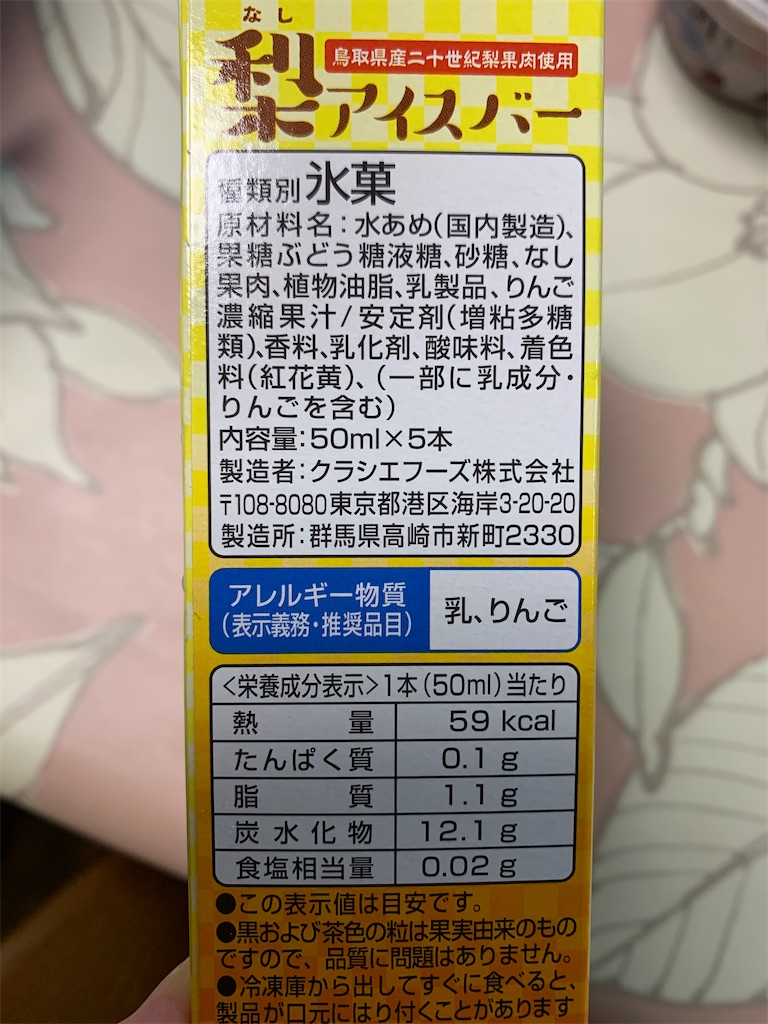 なし
梨
鳥取県産二十世紀梨果肉使用
アイスバー
種類別 氷菓
原材料名：水あめ(国内製造)、
果糖ぶどう糖液糖、砂糖、なし
果肉、植物油脂、乳製品、りんご
濃縮果汁/安定剤(増粘多糖
類)、香料、乳化剤、酸味料、着色
料(紅花黄)、(一部に乳成分・
りんごを含む)
内容量：50ml×5本
製造者：クラシエフーズ株式会社
〒108-8080東京都港区海岸3-20-20
製造所：群馬県高崎市新町2330
アレルギー物質
(表示義務・推奨品目)
乳、りんご
<栄養成分表示>1本(50ml)当たり
熱量 59 kcal
たんぱく質 0.1 g
脂質 1.1 g
炭水化物 12.1 g
食塩相当量 0.02 g
●この表示値は目安です。
●黒および茶色の粒は果実由来のもの
ですので、品質に問題はありません。
●冷凍庫から出してすぐに食べると、
製品が口元にはり付くことがあります